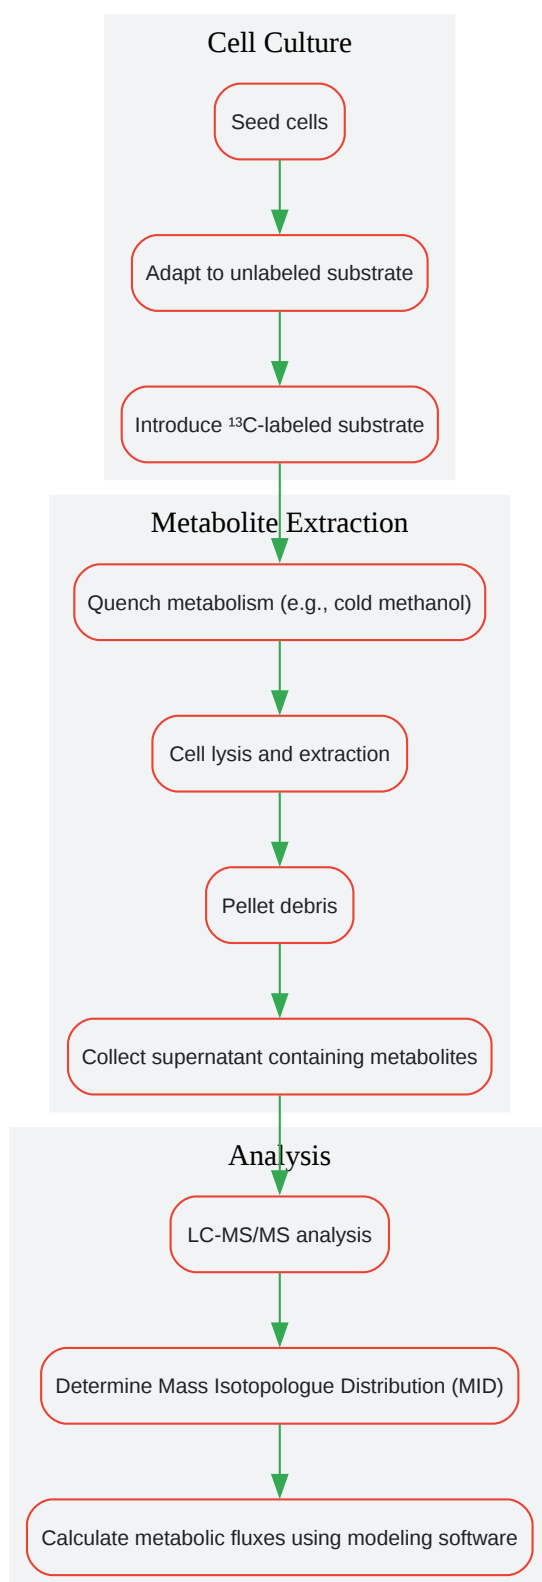 Cell Culture
Seed cells
Adapt to unlabeled substrate
Introduce ¹³C-labeled substrate
Metabolite Extraction
Quench metabolism (e.g., cold methanol)
Cell lysis and extraction
Pellet debris
Collect supernatant containing metabolites
Analysis
LC-MS/MS analysis
Determine Mass Isotopologue Distribution (MID)
Calculate metabolic fluxes using modeling software